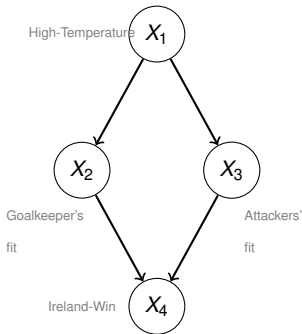 High-Temperature
X1
X2
X3
Goalkeeper's
fit
Attackers'
fit
Ireland-Win
X4